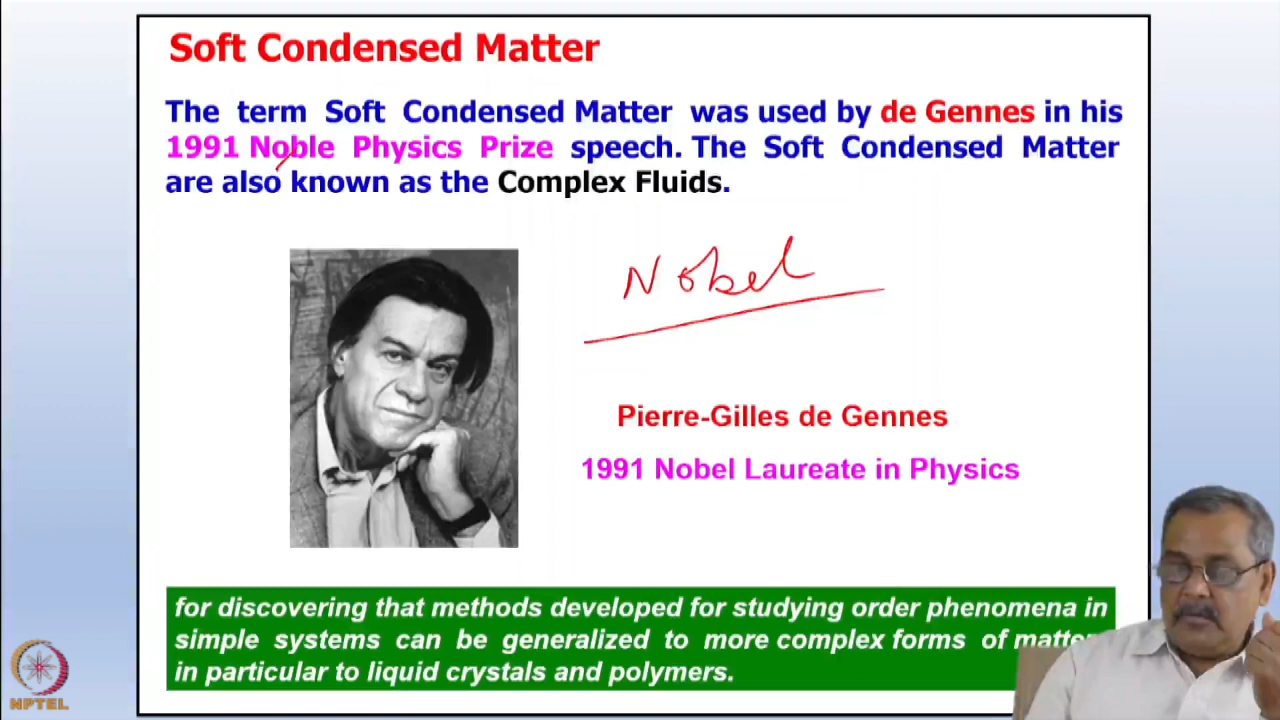 Soft Condensed Matter
The term Soft Condensed Matter was used by de Gennes in his
1991 Noble Physics Prize speech. The Soft Condensed Matter
are also known as the Complex Fluids.
Nobel
Pierre-Gilles de Gennes
1991 Nobel Laureate in Physics
for discovering that methods developed for studying order phenomena in
simple systems can be generalized to more complex forms of matter
in particular to liquid crystals and polymers.
NPTEL